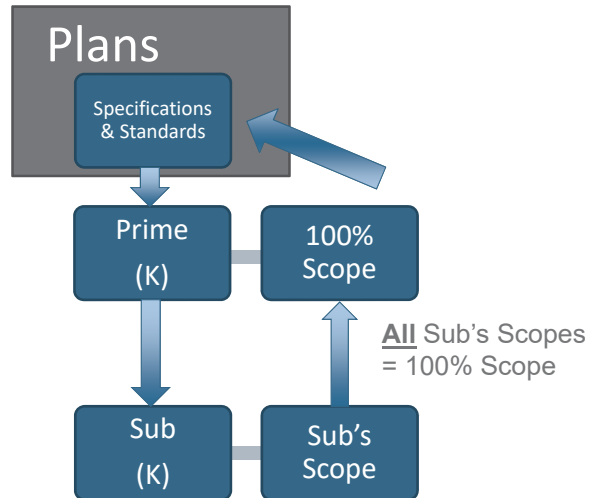 Plans
Specifications
& Standards
Prime
(K)
100%
Scope
All Sub's Scopes
= 100% Scope
Sub
(K)
Sub's
Scope